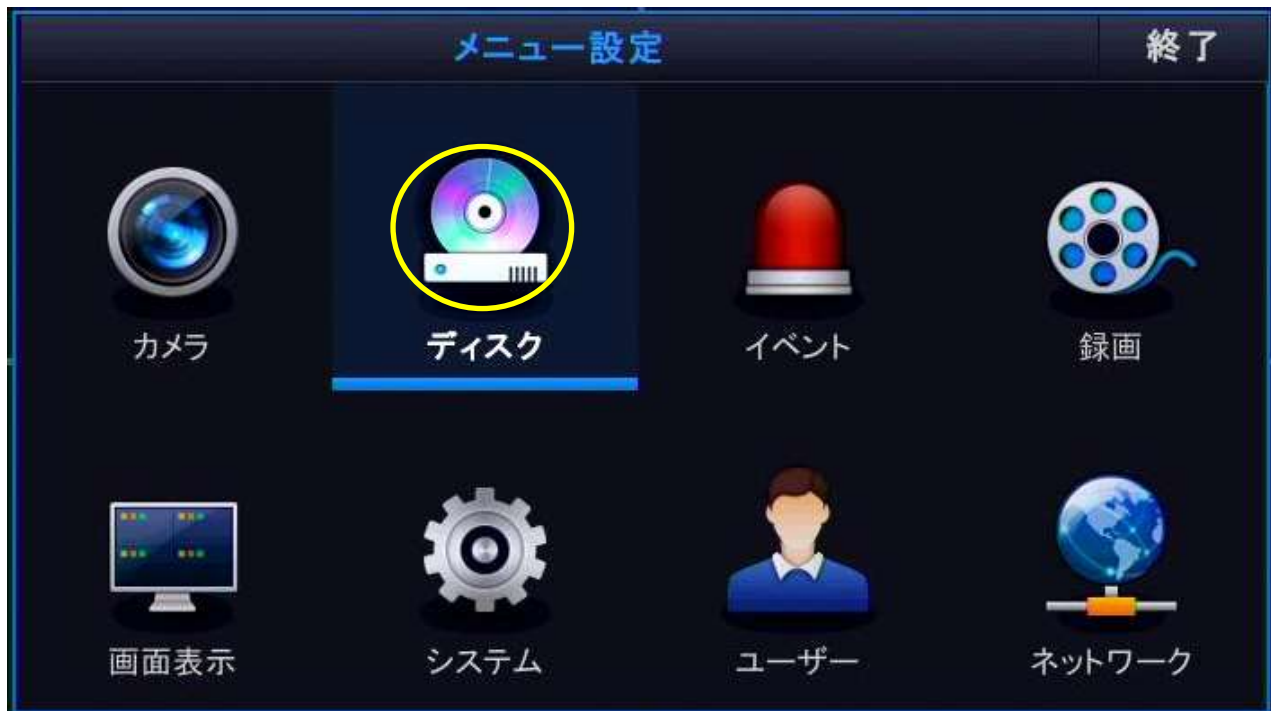 メニュー設定 終了
カメラ ディスク イベント 録画
画面表示 システム ユーザー ネットワーク